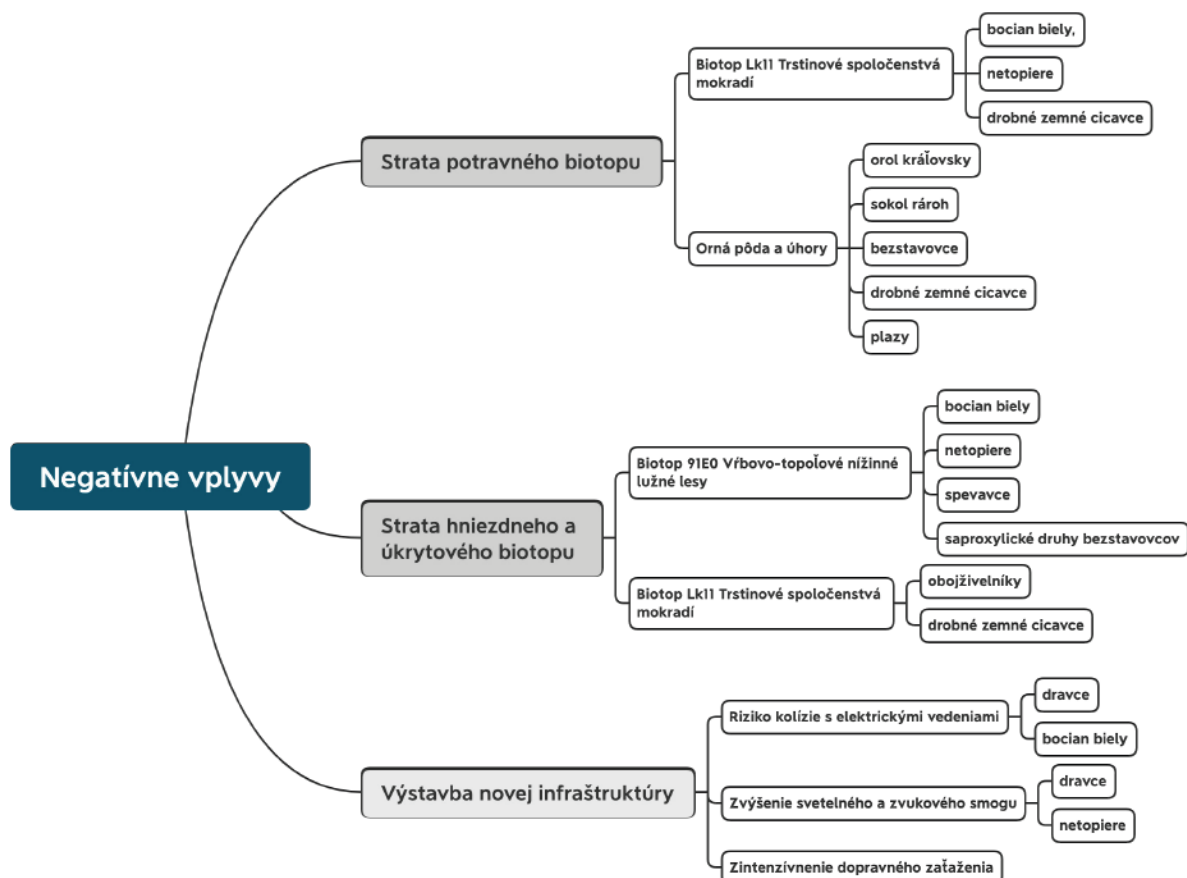 Negatívne vplyvy
Strata potravného biotopu
Biotop Lk11 Trstinové spoločenstvá
mokradí
bocian biely,
netopiere
drobné zemné cicavce
Orná pôda a úhory
orol kráľovsky
sokol rároh
bezstavovce
drobné zemné cicavce
plazy
Strata hniezdneho a
úkrytového biotopu
Biotop 91E0 Vŕbovo-topoľové nížinné
lužné lesy
bocian biely
netopiere
spevavce
saproxylické druhy bezstavovcov
Biotop Lk11 Trstinové spoločenstvá
mokradí
obojživelníky
drobné zemné cicavce
Výstavba novej infraštruktúry
Riziko kolízie s elektrickými vedeniami
dravce
bocian biely
Zvýšenie svetelného a zvukového smogu
dravce
netopiere
Zintenzívnenie dopravného zaťaženia